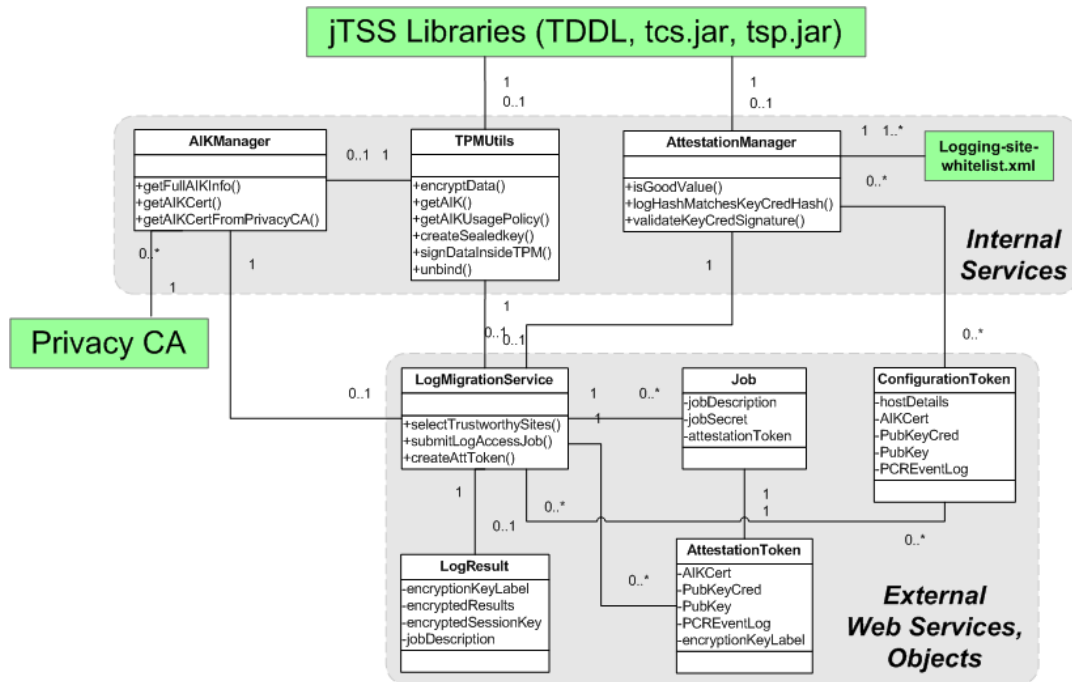 jTSS Libraries (TDDL, tcs.jar, tsp.jar)
1
0..1
1
0..1
AIKManager
+getFullAIKInfo()
+getAIKCert()
+getAIKCertFromPrivacyCA()
0..1 1
TPMUtils
+encryptData()
+getAIK()
+getAIKUsagePolicy()
+createSealedkey()
+signDataInsideTPM()
+unbind()
AttestationManager
+isGoodValue()
+logHashMatchesKeyCredHash()
+validateKeyCredSignature()
1 1..*
0..*
Logging-site-
whitelist.xml
Internal
Services
0..*
1
1
1
1
Privacy CA
0..1
0..1
0..*
0..1
LogMigrationService
+selectTrustworthySites()
+submitLogAccessJob()
+createAttToken()
1
0..*
1
Job
-jobDescription
-jobSecret
-attestationToken
ConfigurationToken
-hostDetails
-AIKCert
-PubKeyCred
-PubKey
-PCREventLog
1
0..1
0..*
1
1
0..*
LogResult
-encryptionKeyLabel
-encryptedResults
-encryptedSessionKey
-jobDescription
0..*
AttestationToken
-AIKCert
-PubKeyCred
-PubKey
-PCREventLog
-encryptionKeyLabel
External
Web Services,
Objects